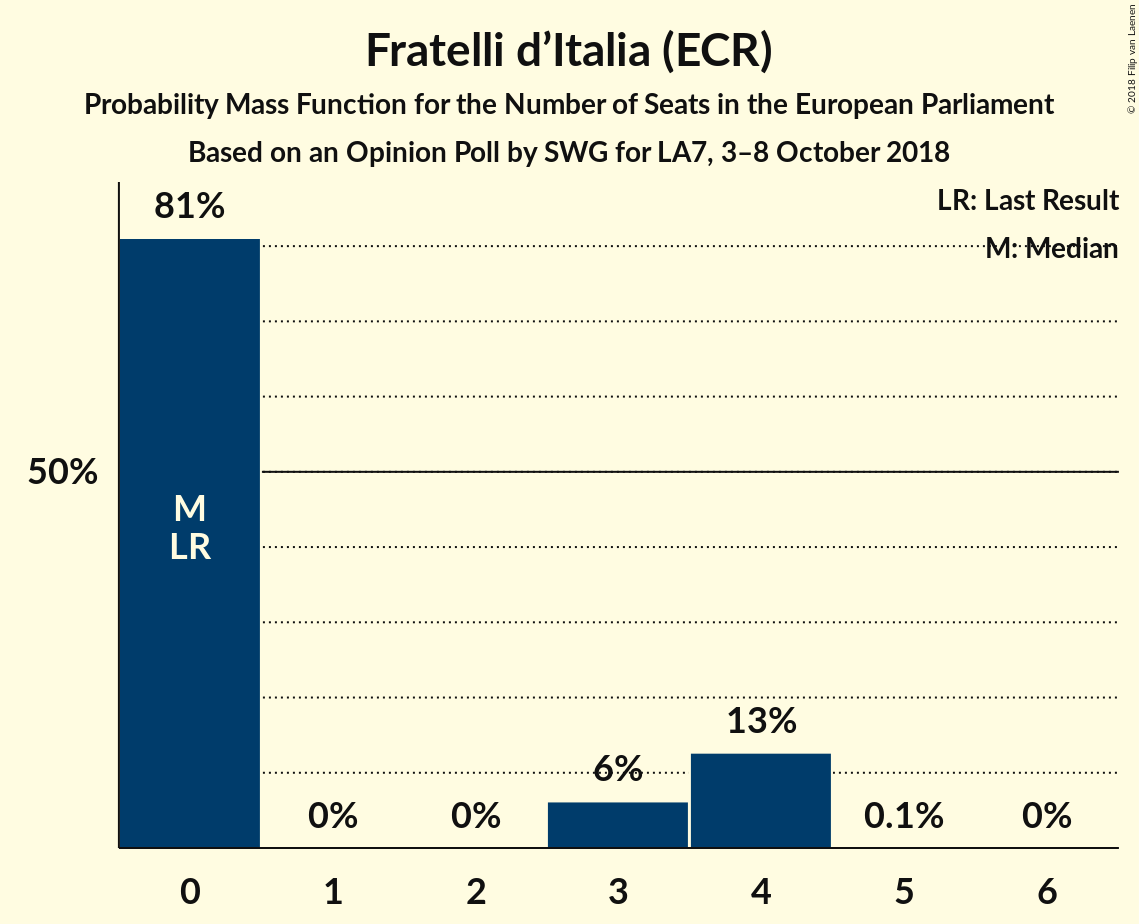 Fratelli d’Italia (ECR)
Probability Mass Function for the Number of Seats in the European Parliament
Based on an Opinion Poll by SWG for LA7, 3–8 October 2018
© 2018 Filip van Laenen
LR: Last Result
M: Median
81%
50%
M
LR
0%
0%
6%
13%
0.1%
0%
0
1
2
3
4
5
6